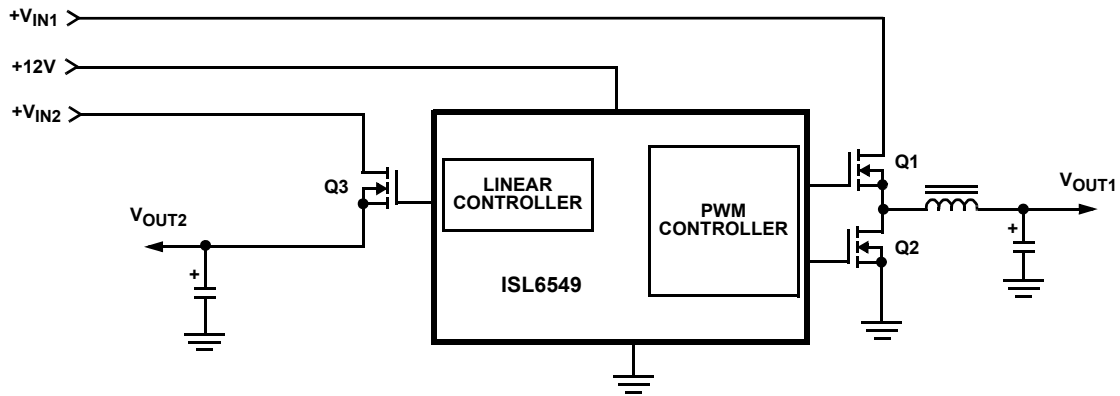 +VIN1
+12V
+VIN2
Q3
LINEAR
CONTROLLER
PWM
CONTROLLER
Q1
VOUT1
VOUT2
+
ISL6549
Q2
+